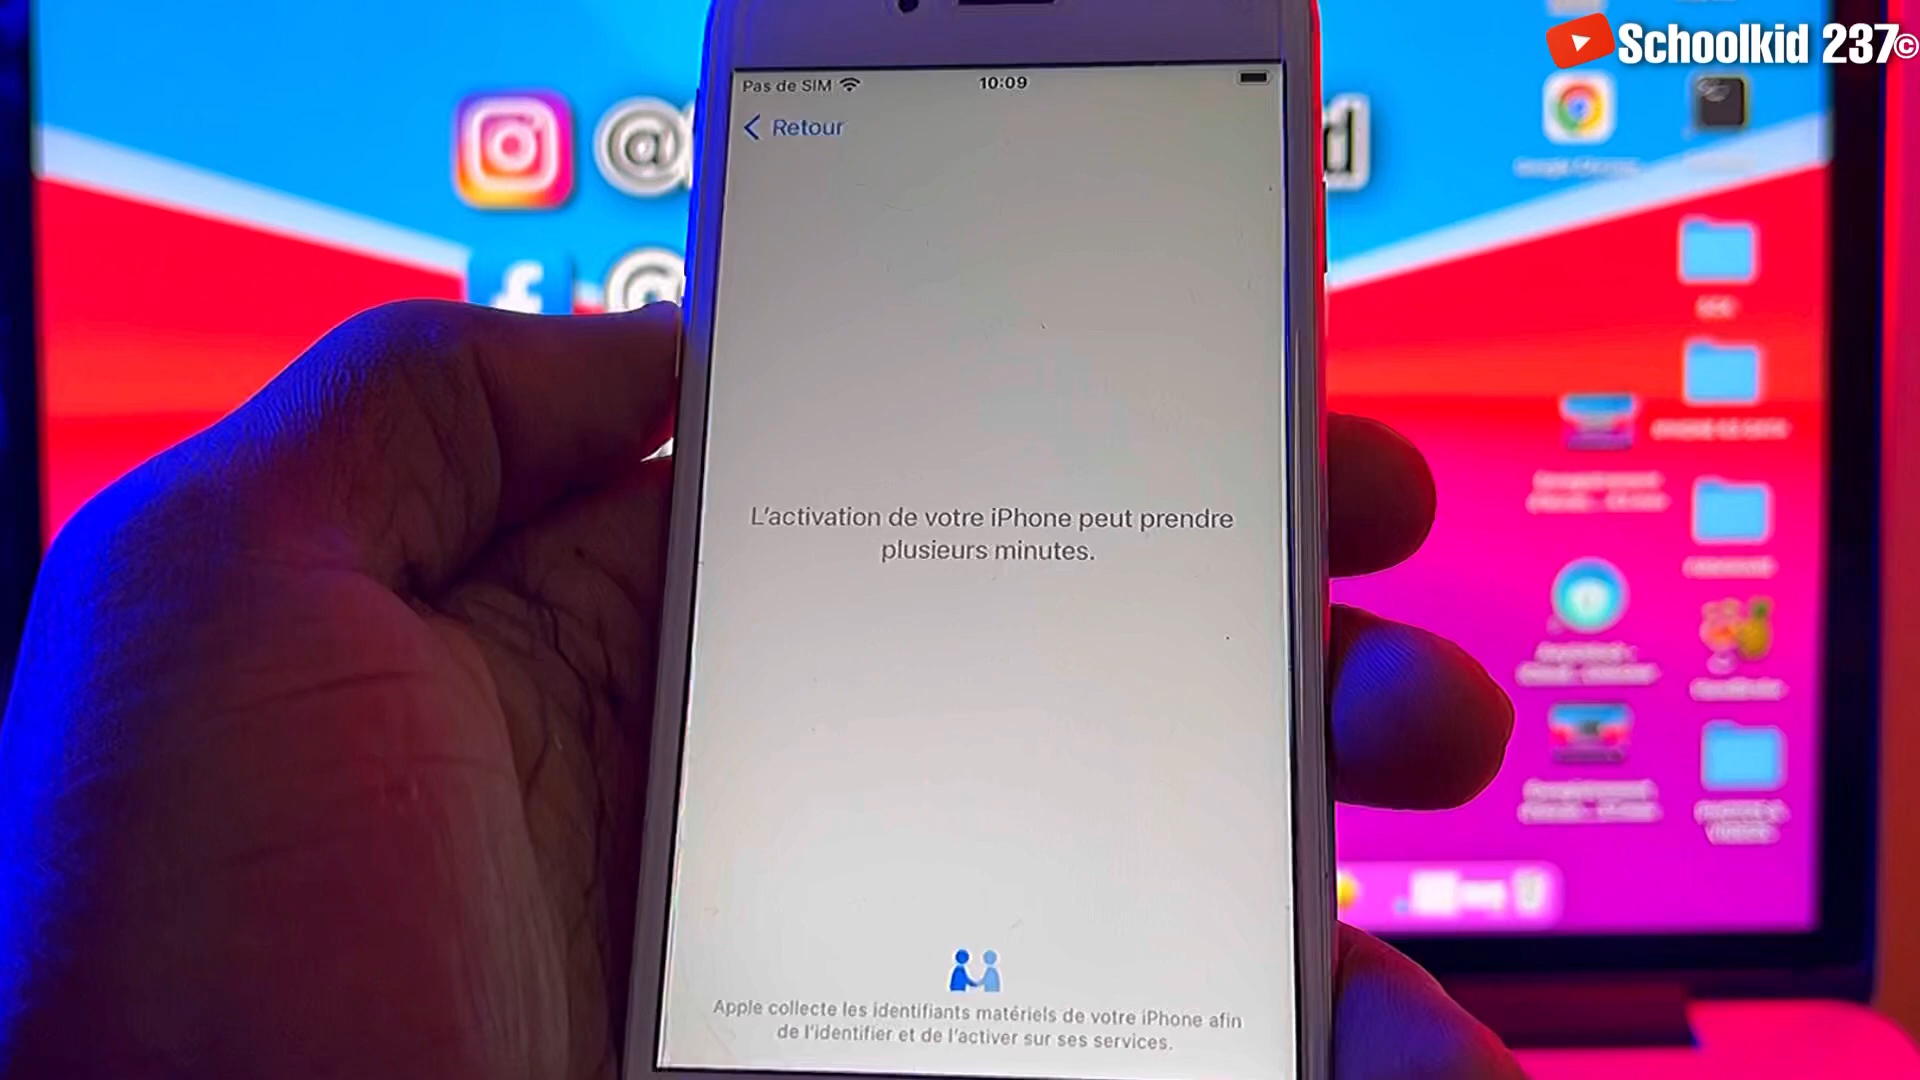 Schoolkid 237©
Pas de SIM
10:09
Retour
@
d
@
L'activation de votre iPhone peut prendre
plusieurs minutes.
Apple collecte les identifiants matériels de votre iPhone afin
de l'identifier et de l'activer sur ses services.